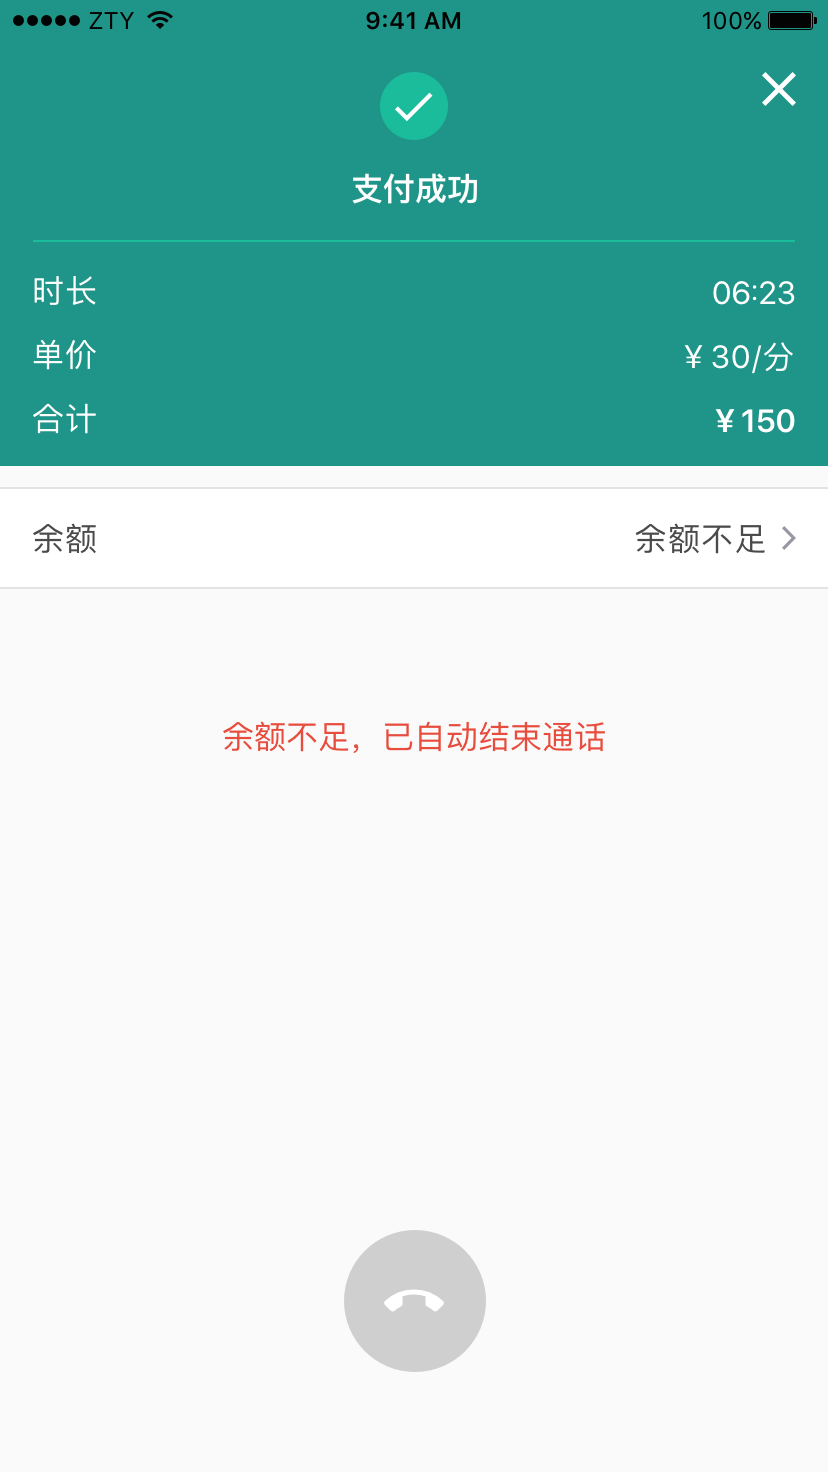 ZTY 9:41 AM 100%
支付成功
时长 06:23
单价 ¥ 30/分
合计 ¥ 150
余额 余额不足
余额不足，已自动结束通话